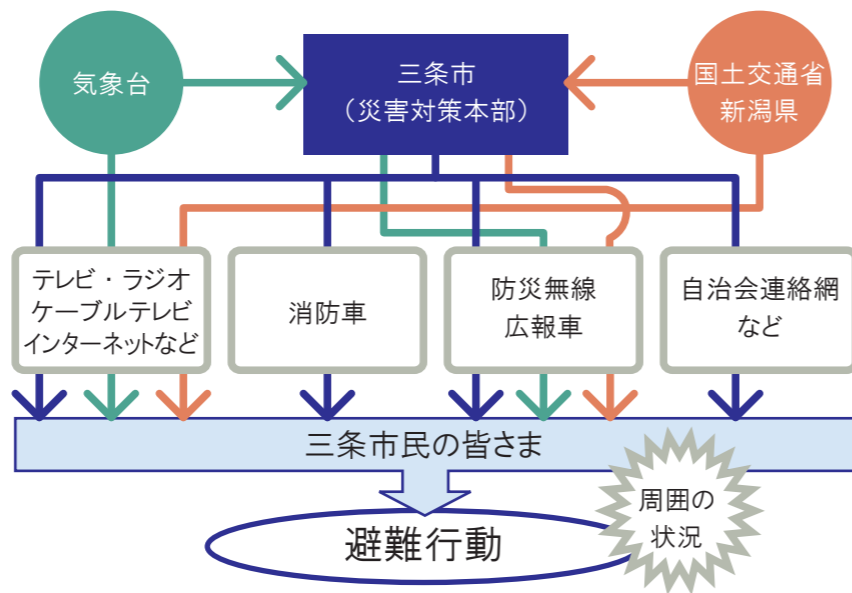 気象台
三条市
（災害対策本部）
国土交通省
新潟県
テレビ・ラジオ
ケーブルテレビ
インターネットなど
消防車
防災無線
広報車
自治会連絡網
など
三条市民の皆さま
周囲の
状況
避難行動